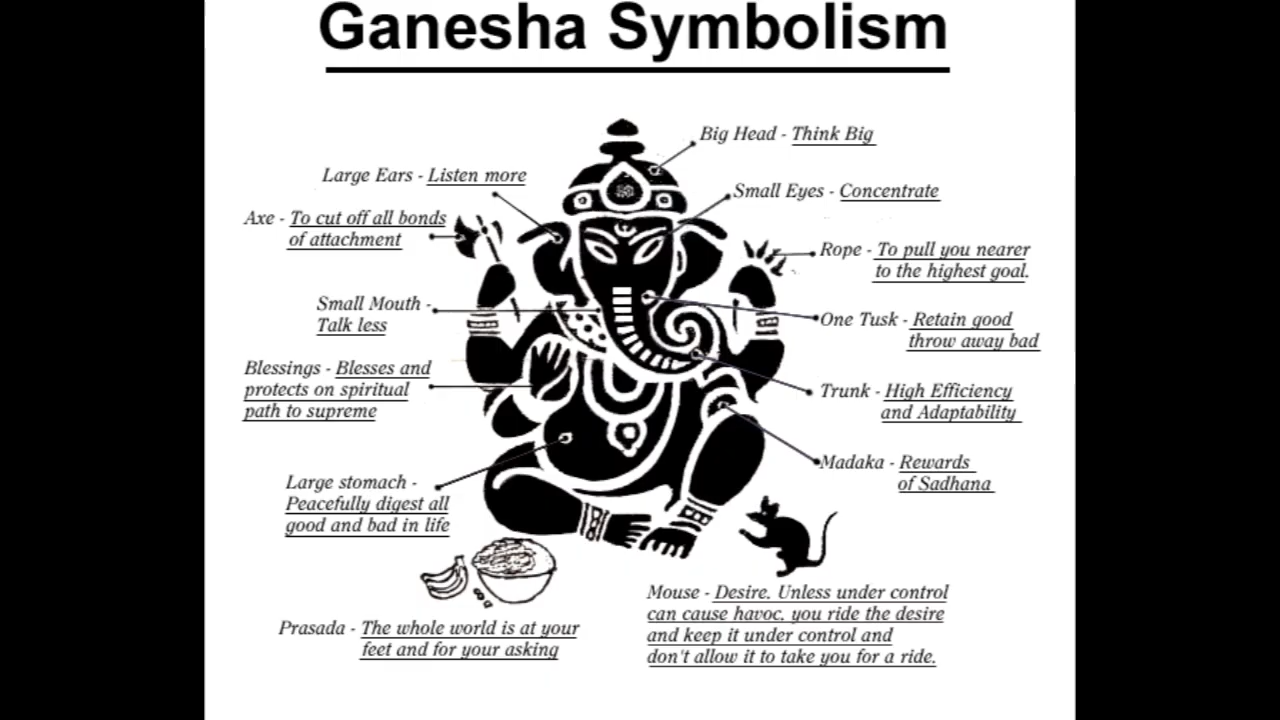 Ganesha Symbolism
Big Head - Think Big
Large Ears - Listen more
Small Eyes - Concentrate
Axe - To cut off all bonds
of attachment
Rope - To pull you nearer
to the highest goal.
Small Mouth -
Talk less
One Tusk - Retain good
throw away bad
Blessings - Blesses and
protects on spiritual
path to supreme
Trunk - High Efficiency
and Adaptability
Madaka - Rewards
of Sadhana
Large stomach -
Peacefully digest all
good and bad in life
Prasada - The whole world is at your
feet and for your asking
Mouse - Desire. Unless under control
can cause havoc. you ride the desire
and keep it under control and
don't allow it to take you for a ride.